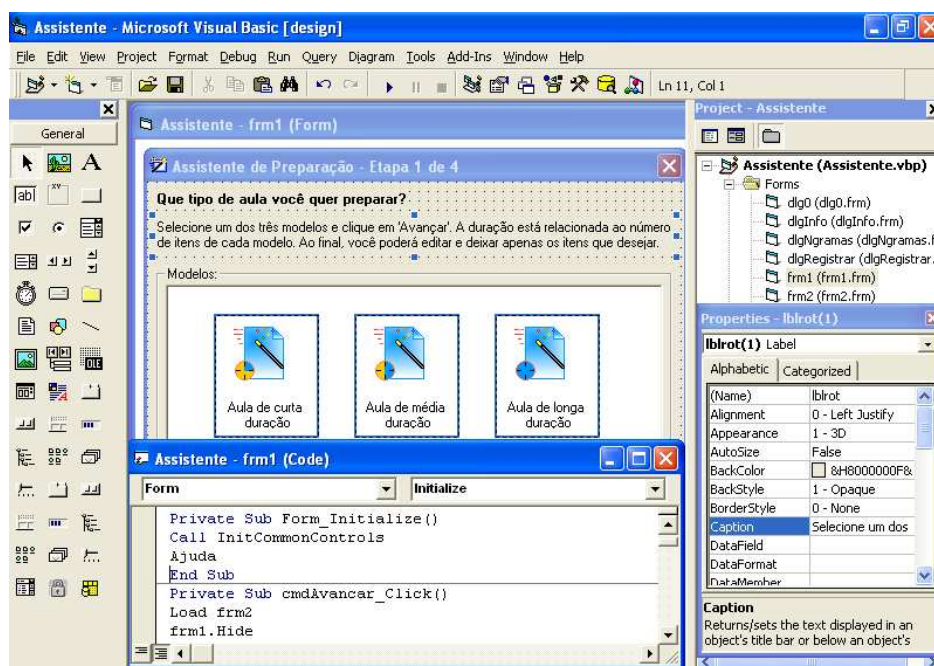 Assistente - Microsoft Visual Basic [design]
File Edit View Project Format Debug Run Query Diagram Tools Add-Ins Window Help
Ln 11, Col 1
General
A
ab|
XY
OLE
Assistente - frm1 (Form)
Assistente de Preparação - Etapa 1 de 4
Que tipo de aula você quer preparar?
Selecione um dos três modelos e clique em 'Avançar'. A duração está relacionada ao número
de itens de cada modelo. Ao final, você poderá editar e deixar apenas os itens que desejar.
Modelos:
Aula de curta
duração
Aula de média
duração
Aula de longa
duração
Assistente - frm1 (Code)
Form
Initialize
Private Sub Form_Initialize()
Call InitCommonControls
Ajuda
End Sub
Private Sub cmdAvancar_Click()
Load frm2
frm1.Hide
Project - Assistente
Assistente (Assistente.vbp)
Forms
dlg0 (dlg0.frm)
dlgInfo (dlgInfo.frm)
dlgNgramas (dlgNgramas.f
dlgRegistrar (dlgRegistrar.
frm1 (frm1.frm)
frm2 (frm2.frm)
Properties - lblrot(1)
lblrot(1) Label
Alphabetic Categorized
(Name) lblrot
Alignment 0 - Left Justify
Appearance 1 - 3D
AutoSize False
BackColor &H8000000F&
BackStyle 1 - Opaque
BorderStyle 0 - None
Caption Selecione um dos
DataField
DataFormat
DataMember
Caption
Returns/sets the text displayed in an
object's title bar or below an object's